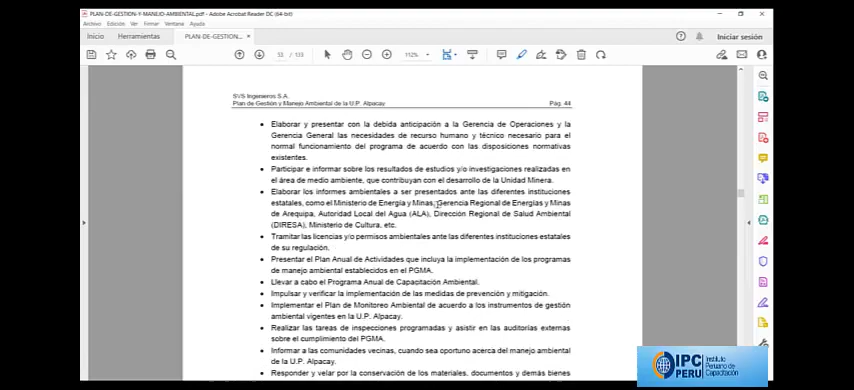 PLAN-DE-GESTION-Y-MANEJO-AMBIENTAL.pdf - Adobe Acrobat Reader DC (64-bit)
Archivo Edición Ver Firmar Ventana Ayuda
Inicio Herramientas PLAN-DE-GESTION-... × Iniciar sesión
53 / 133 112%
SVS Ingenieros S.A.
Plan de Gestión y Manejo Ambiental de la U.P. Alpacay Pág. 44
• Elaborar y presentar con la debida anticipación a la Gerencia de Operaciones y la
Gerencia General las necesidades de recurso humano y técnico necesario para el
normal funcionamiento del programa de acuerdo con las disposiciones normativas
existentes.
• Participar e informar sobre los resultados de estudios y/o investigaciones realizadas en
el área de medio ambiente, que contribuyan con el desarrollo de la Unidad Minera.
• Elaborar los informes ambientales a ser presentados ante las diferentes instituciones
estatales, como el Ministerio de Energía y Minas, Gerencia Regional de Energías y Minas
de Arequipa, Autoridad Local del Agua (ALA), Dirección Regional de Salud Ambiental
(DIRESA), Ministerio de Cultura, etc.
• Tramitar las licencias y/o permisos ambientales ante las diferentes instituciones estatales
de su regulación.
• Presentar el Plan Anual de Actividades que incluya la implementación de los programas
de manejo ambiental establecidos en el PGMA.
• Llevar a cabo el Programa Anual de Capacitación Ambiental.
• Impulsar y verificar la implementación de las medidas de prevención y mitigación.
• Implementar el Plan de Monitoreo Ambiental de acuerdo a los instrumentos de gestión
ambiental vigentes en la U.P. Alpacay.
• Realizar las tareas de inspecciones programadas y asistir en las auditorías externas
sobre el cumplimiento del PGMA.
• Informar a las comunidades vecinas, cuando sea oportuno acerca del manejo ambiental
de la U.P. Alpacay.
• Responder y velar por la conservación de los materiales, documentos y demás bienes
IPC PERU
Instituto
Peruano de
Capacitación